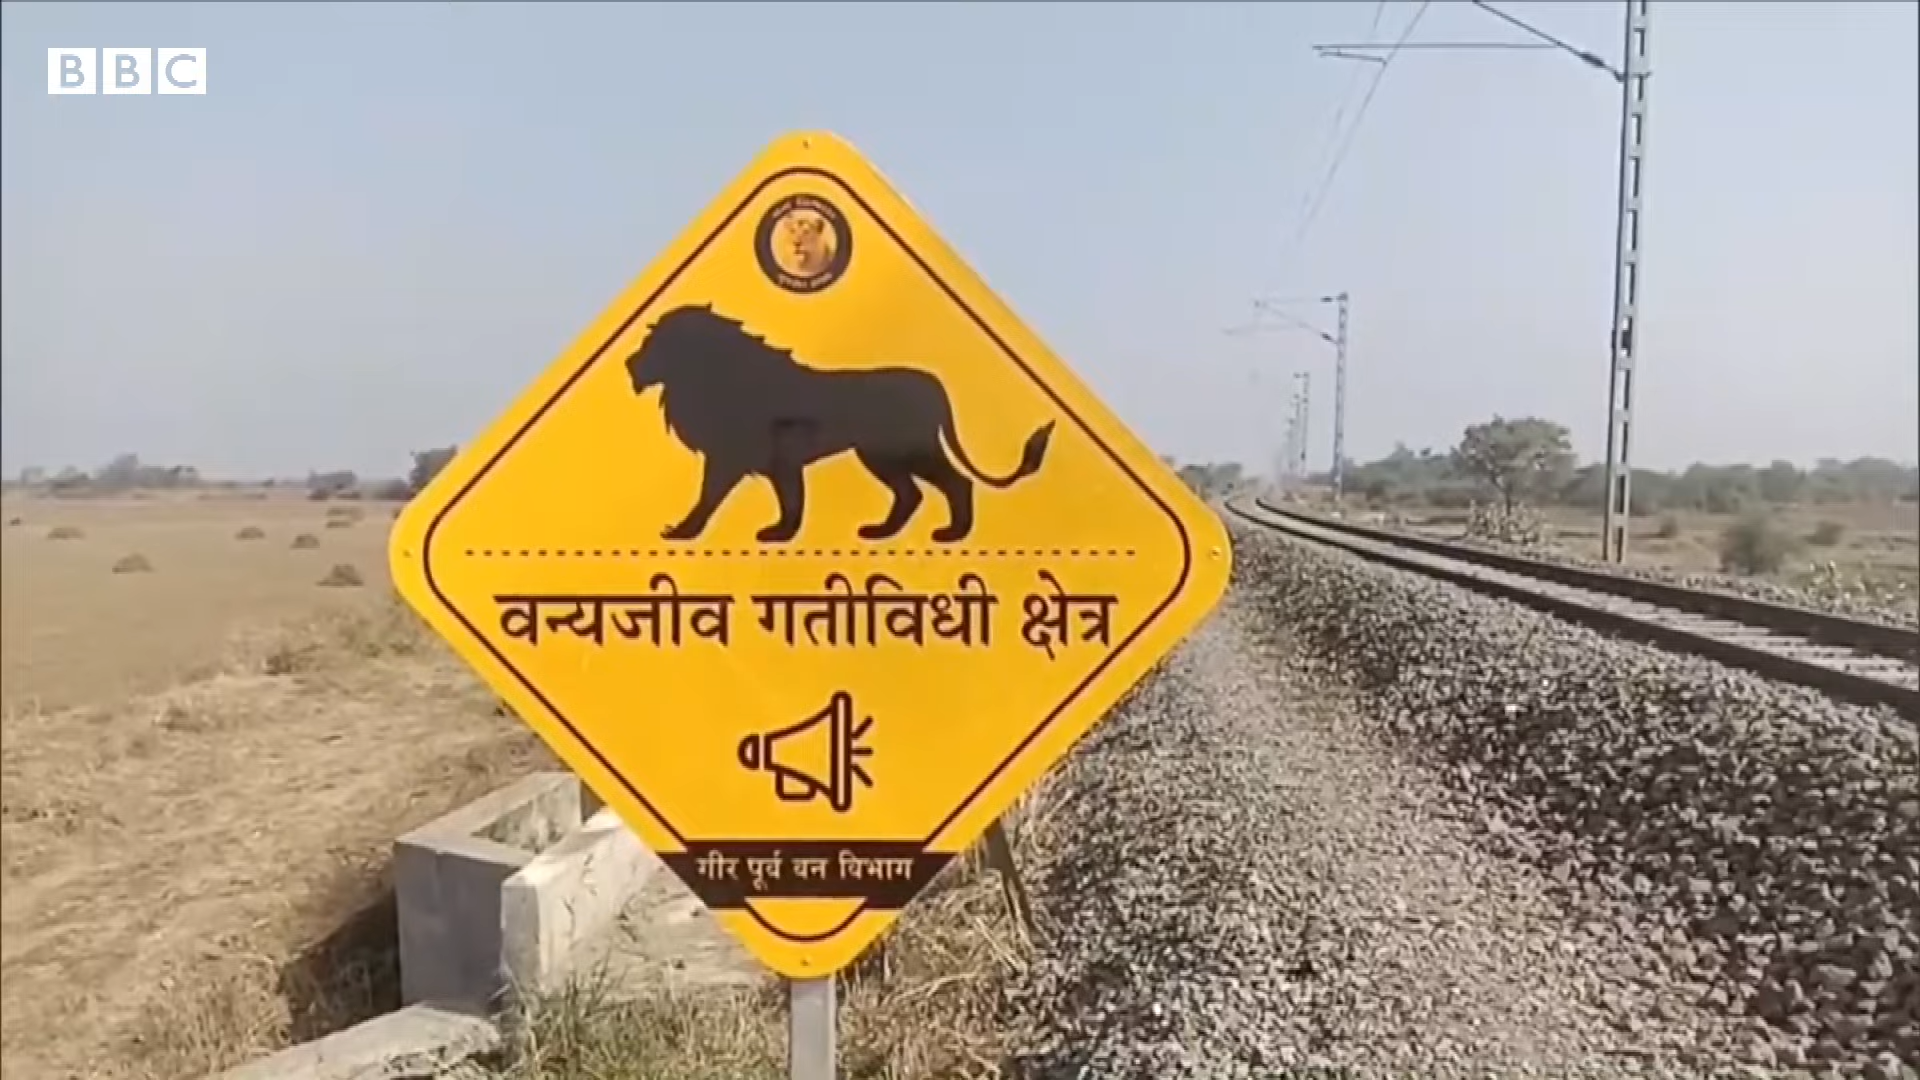 BBC
वन्यजीव गतीविधी क्षेत्र
गीर पूर्व वन विभाग